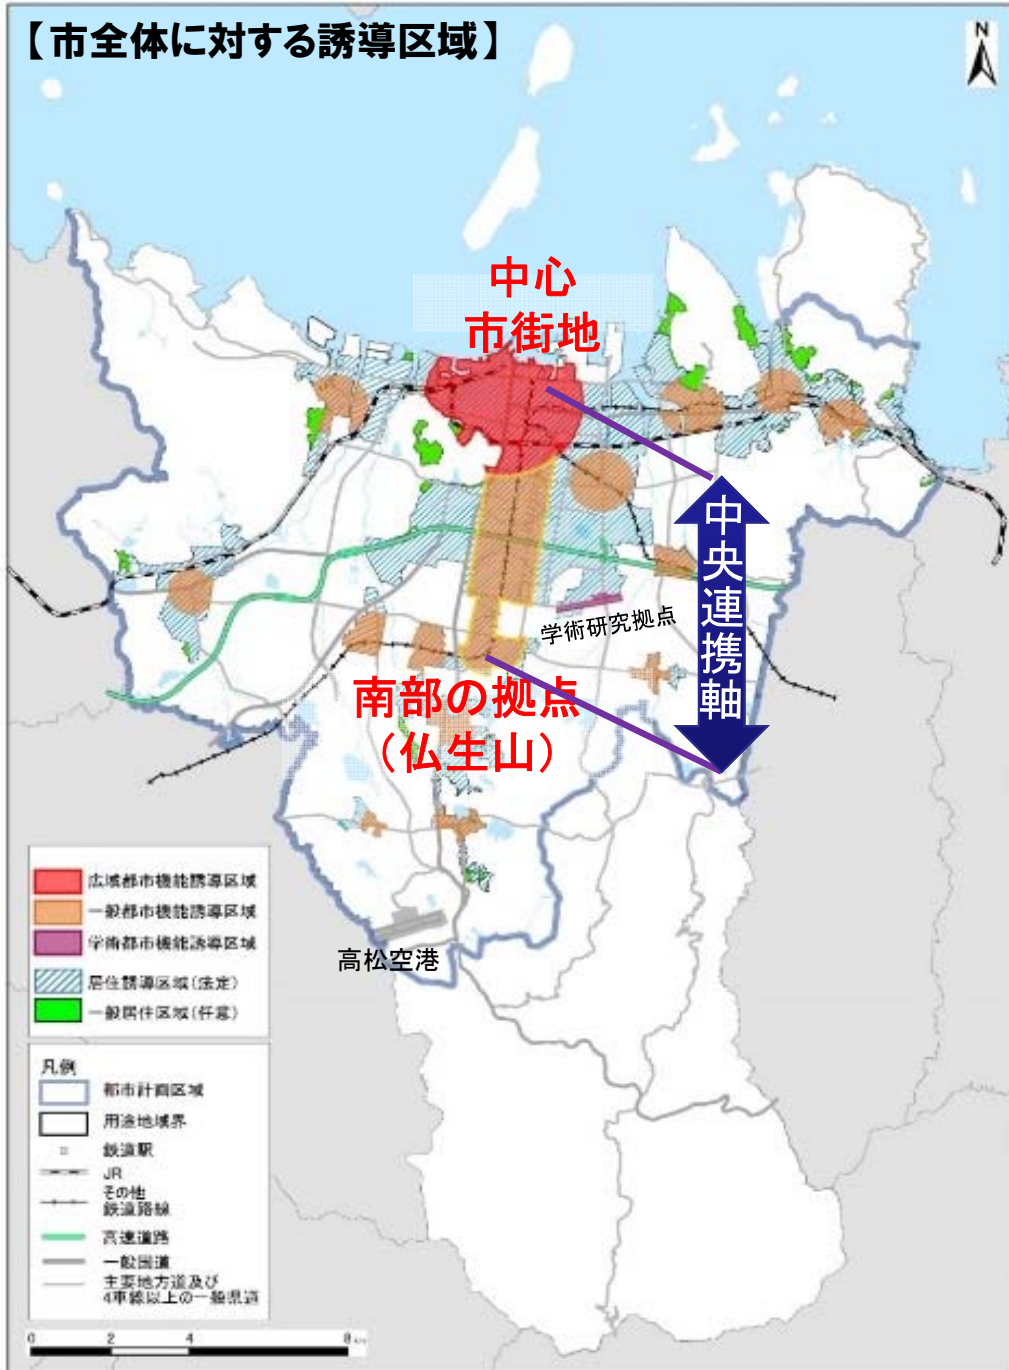 【市全体に対する誘導区域】
N
中心
市街地
中央連携軸
学術研究拠点
南部の拠点
（仏生山）
高松空港
広域都市機能誘導区域
一般都市機能誘導区域
学術都市機能誘導区域
居住誘導区域（法定）
一般居住区域（任意）
凡例
都市計画区域
用途地域界
鉄道駅
JR
その他
鉄道路線
高速道路
一般国道
主要地方道及び
4車線以上の一般県道
0 2 4 8 km